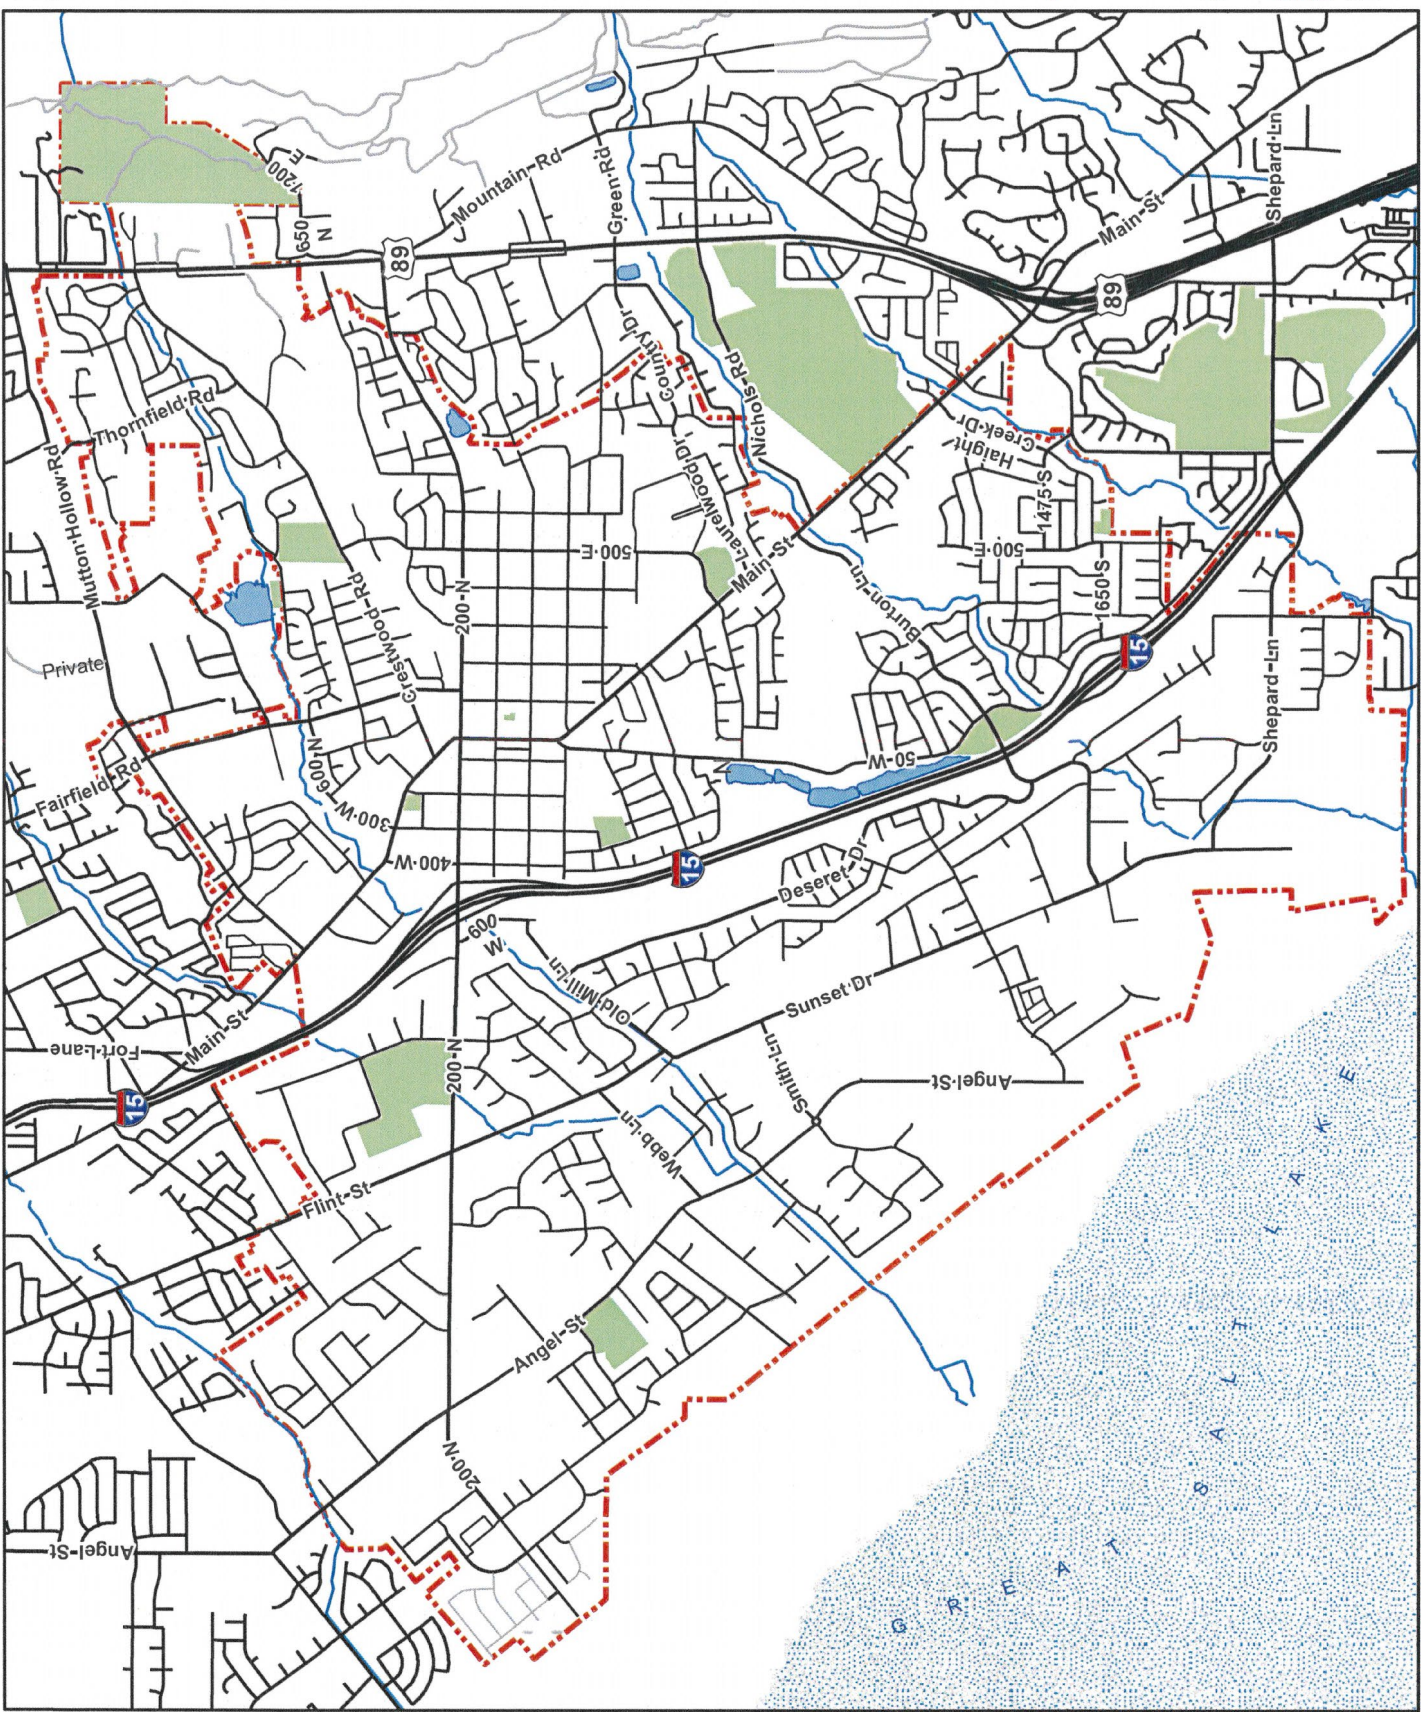 1200 E
650 N
Mountain Rd
Green Rd
Shepard Ln
Main St
89
89
Country Dr
Nichols Rd
Thornfield Rd
Mutton Hollow Rd
Haight Creek Dr
Laurelwood Dr
1475 S
500 E
500 E
Main St
1650 S
Burton Ln
200 N
Crestwood Rd
Private
15
Shepard Ln
600 N
50 W
Fairfield Rd
300 W
400 W
15
Deseret Dr
600 W
Old Mill Ln
Sunset Dr
Main St
Fort Lane
200 N
Smith Ln
Angel St
15
Webb Ln
Flint St
Angel St
200 N
Angel St
GREAT SALT LAKE